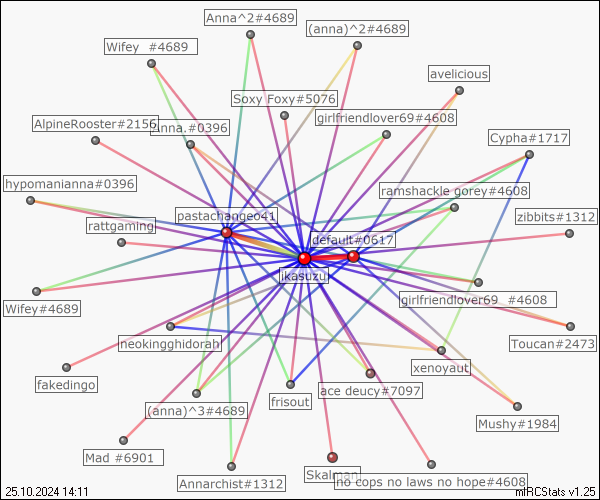 Anna^2#4689
(anna)^2#4689
Wifey  #4689
avelicious
Soxy Foxy#5076
AlpineRooster#2156
Anna.#0396
girlfriendlover69#4608
Cypha#1717
hypomanianna#0396
ramshackle gorey#4608
pastachange041
zibbits#1312
rattgaming
default#0617
ikasuzu
girlfriendlover69  #4608
Wifey#4689
neokingghidorah
Toucan#2473
xenoyaut
fakedingo
ace deucy#7097
(anna)^3#4689
frisout
Mushy#1984
Mad #6901
Skalman
no cops no laws no hope#4608
Annarchist#1312
25.10.2024 14:11
mIRCStats v1.25